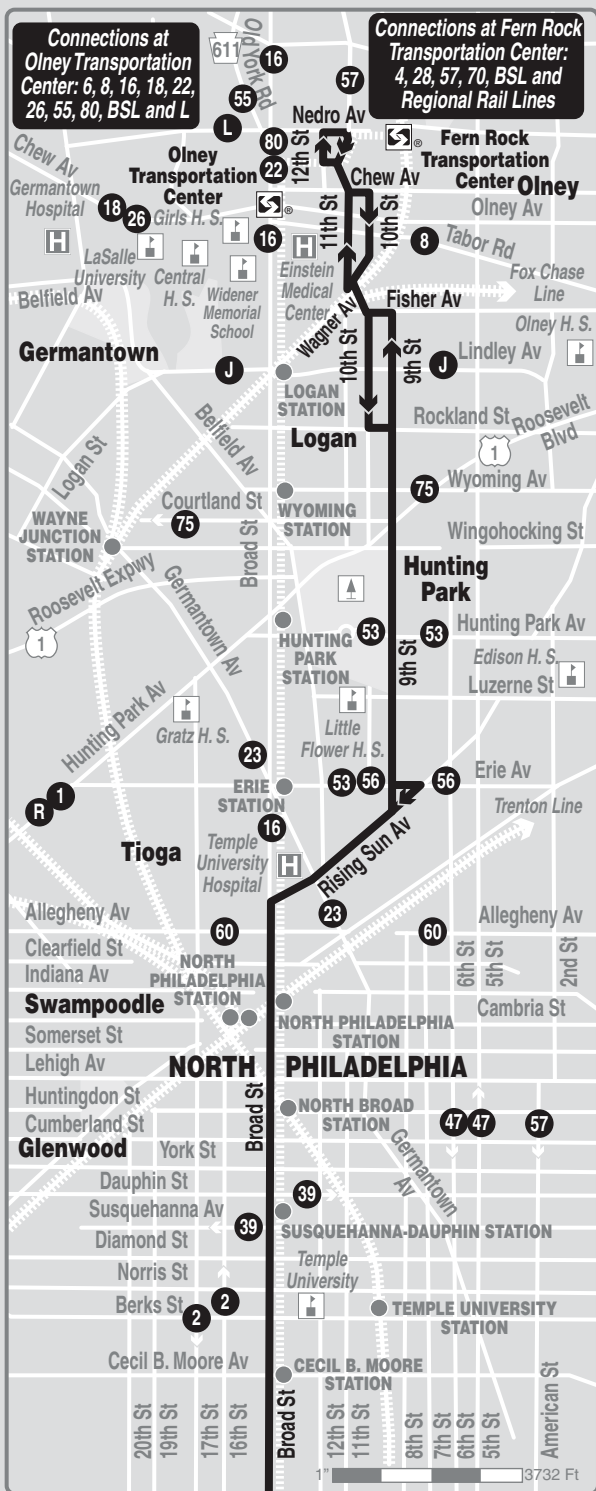 Connections at
Olney Transportation
Center: 6, 8, 16, 18, 22,
26, 55, 80, BSL and L
Connections at Fern Rock
Transportation Center:
4, 28, 57, 70, BSL and
Regional Rail Lines
611
Old York Rd
16
57
55
L
Nedro Av
80
22
12th St
Fern Rock
Transportation
Center
Olney
Olney
Transportation
Center
Chew Av
Chew Av
Germantown
Hospital
H
18
26
Girls H. S.
16
11th St
10th St
Olney Av
8
Tabor Rd
LaSalle
University
Central
H. S.
Widener
Memorial
School
H
Einstein
Medical
Center
Wagner Av
Fox Chase
Line
Belfield Av
Fisher Av
Olney H. S.
Germantown
J
10th St
9th St
J
Lindley Av
LOGAN
STATION
Belfield Av
Logan
Rockland St
Roosevelt
Blvd
1
Logan St
Courtland St
75
Broad St
WYOMING
STATION
75
Wyoming Av
WAYNE
JUNCTION
STATION
Wingohocking St
Roosevelt Expwy
1
Germantown Av
Hunting
Park
HUNTING
PARK
STATION
53
53
Hunting Park Av
9th St
Edison H. S.
Luzerne St
Hunting Park Av
Gratz H. S.
Little
Flower H. S.
23
ERIE
STATION
53
56
56
Erie Av
R
1
16
Trenton Line
Tioga
Temple
University
Hospital
H
Rising Sun Av
Allegheny Av
23
Allegheny Av
60
60
Clearfield St
Indiana Av
NORTH
PHILADELPHIA
STATION
6th St
5th St
2nd St
Swampoodle
Cambria St
NORTH PHILADELPHIA
STATION
Somerset St
Lehigh Av
NORTH PHILADELPHIA
Huntingdon St
Cumberland St
Broad St
NORTH BROAD
STATION
47
47
57
Glenwood
York St
Germantown
Av
Dauphin St
Susquehanna Av
39
39
SUSQUEHANNA-DAUPHIN STATION
Diamond St
Norris St
Temple
University
Berks St
2
2
TEMPLE UNIVERSITY
STATION
Cecil B. Moore Av
CECIL B. MOORE
STATION
20th St
19th St
17th St
16th St
Broad St
12th St
11th St
8th St
7th St
6th St
5th St
American St
1"
3732 Ft